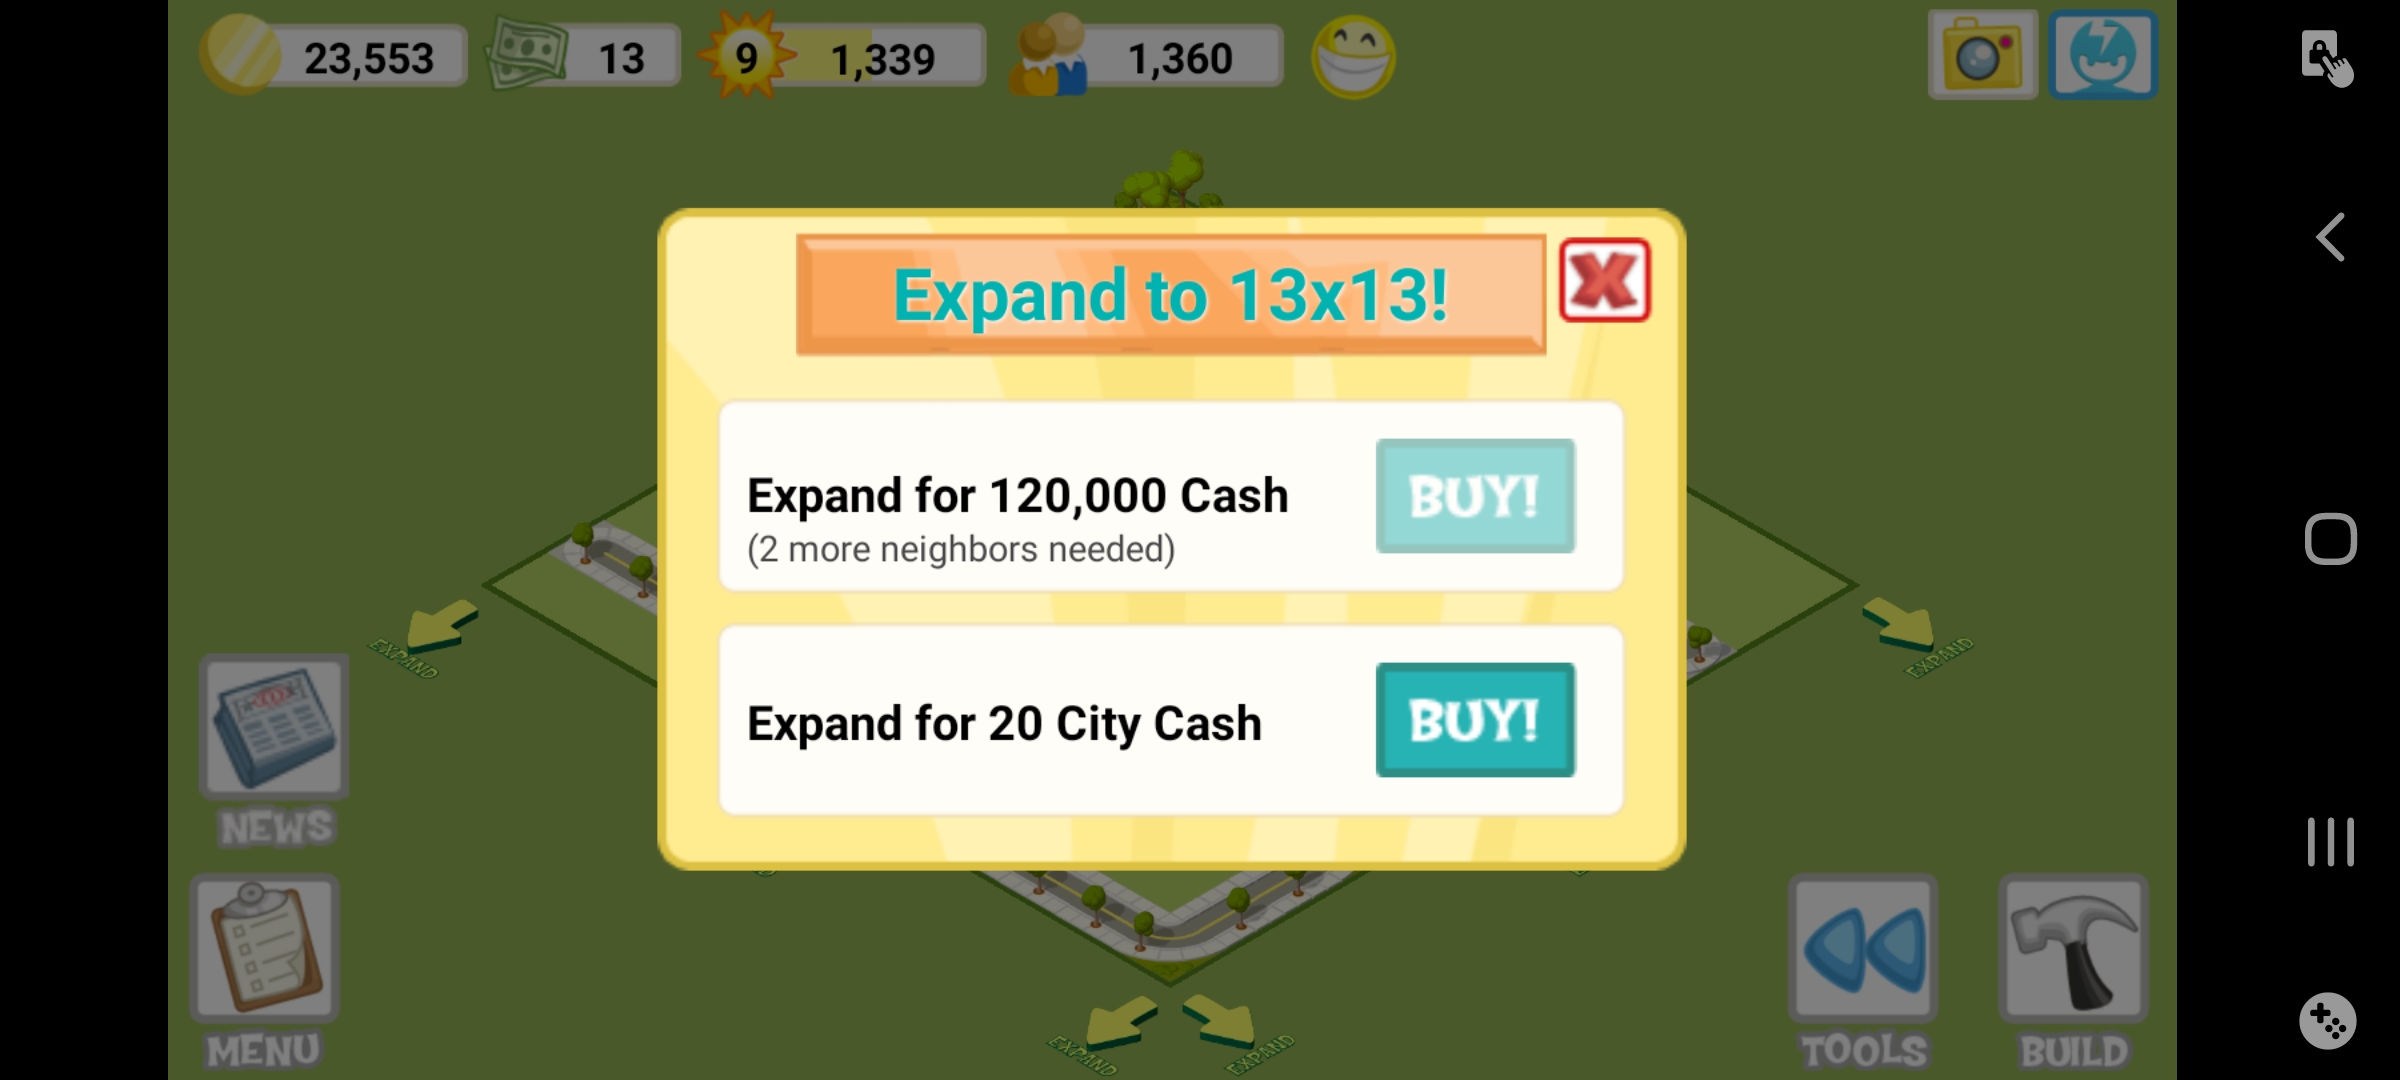 23,553
13
9
1,339
1,360
Expand to 13x13!
Expand for 120,000 Cash
(2 more neighbors needed)
BUY!
Expand for 20 City Cash
BUY!
EXPAND
EXPAND
NEWS
MENU
EXPAND
EXPAND
TOOLS
BUILD